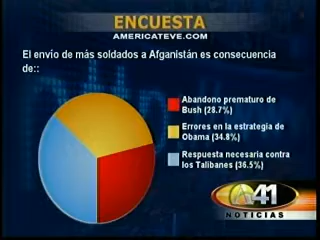 ENCUESTA
AMERICATEVE.COM
El envío de más soldados a Afganistán es consecuencia
de::
Abandono prematuro de
Bush (28.7%)
Errores en la estrategia de
Obama (34.8%)
Respuesta necesaria contra
los Talibanes (36.5%)
A 41
NOTICIAS